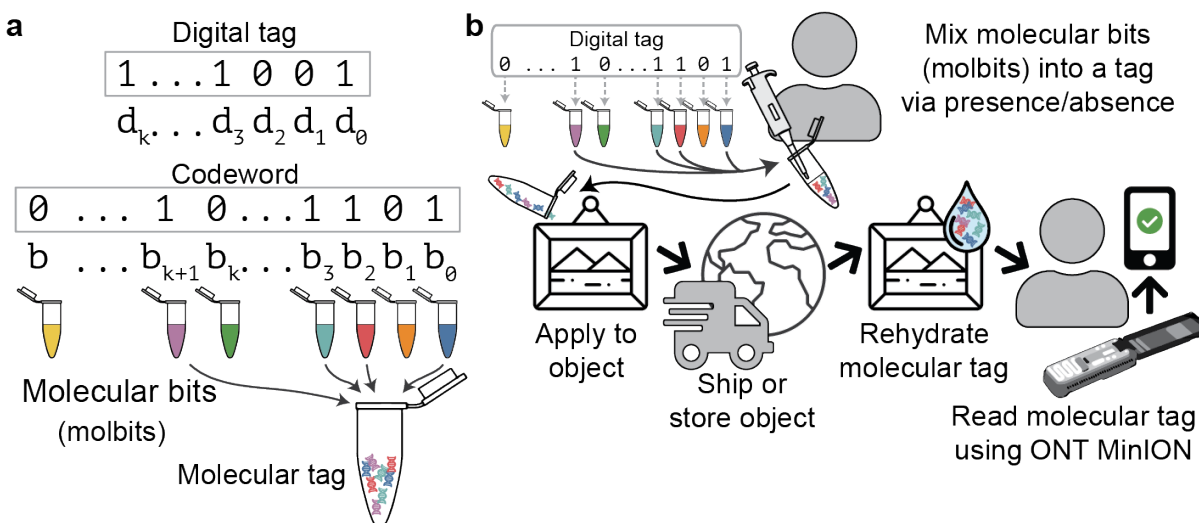 a
Digital tag
1 ... 1 0 0 1
dk ... d3 d2 d1 d0
Codeword
0 ... 1 0 ... 1 1 0 1
b ... bk+1 bk ... b3 b2 b1 b0
Molecular bits
(molbits)
Molecular tag
b
Digital tag
0 ... 1 0 ... 1 1 0 1
Mix molecular bits
(molbits) into a tag
via presence/absence
Apply to
object
Ship or
store object
Rehydrate
molecular tag
Read molecular tag
using ONT MinION